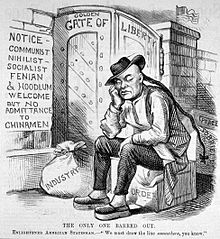 GOLDEN
GATE OF
LIBERTY
NOTICE —
COMMUNIST
NIHILIST —
SOCIALIST
FENIAN
& HOODLUM
WELCOME
BUT NO
ADMITTANCE
TO
CHINAMEN
INDUSTRY
ORDER
THE ONLY ONE BARRED OUT.
ENLIGHTENED AMERICAN STATESMAN.—"We must draw the line somewhere, you know."